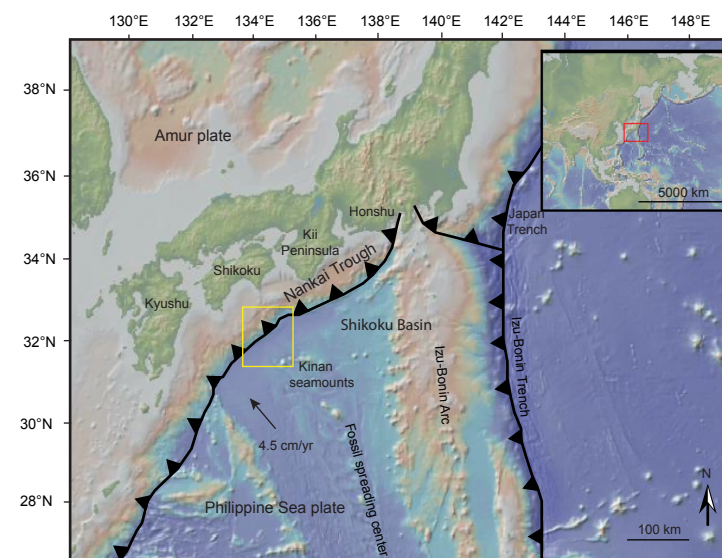 130°E 132°E 134°E 136°E 138°E 140°E 142°E 144°E 146°E 148°E
38°N
36°N
34°N
32°N
30°N
28°N
Amur plate
5000 km
Honshu
Japan
Trench
Kii
Peninsula
Shikoku
Nankai Trough
Kyushu
Shikoku Basin
Izu-Bonin Arc
Izu-Bonin Trench
Kinan
seamounts
4.5 cm/yr
Fossil spreading center
Philippine Sea plate
N
100 km